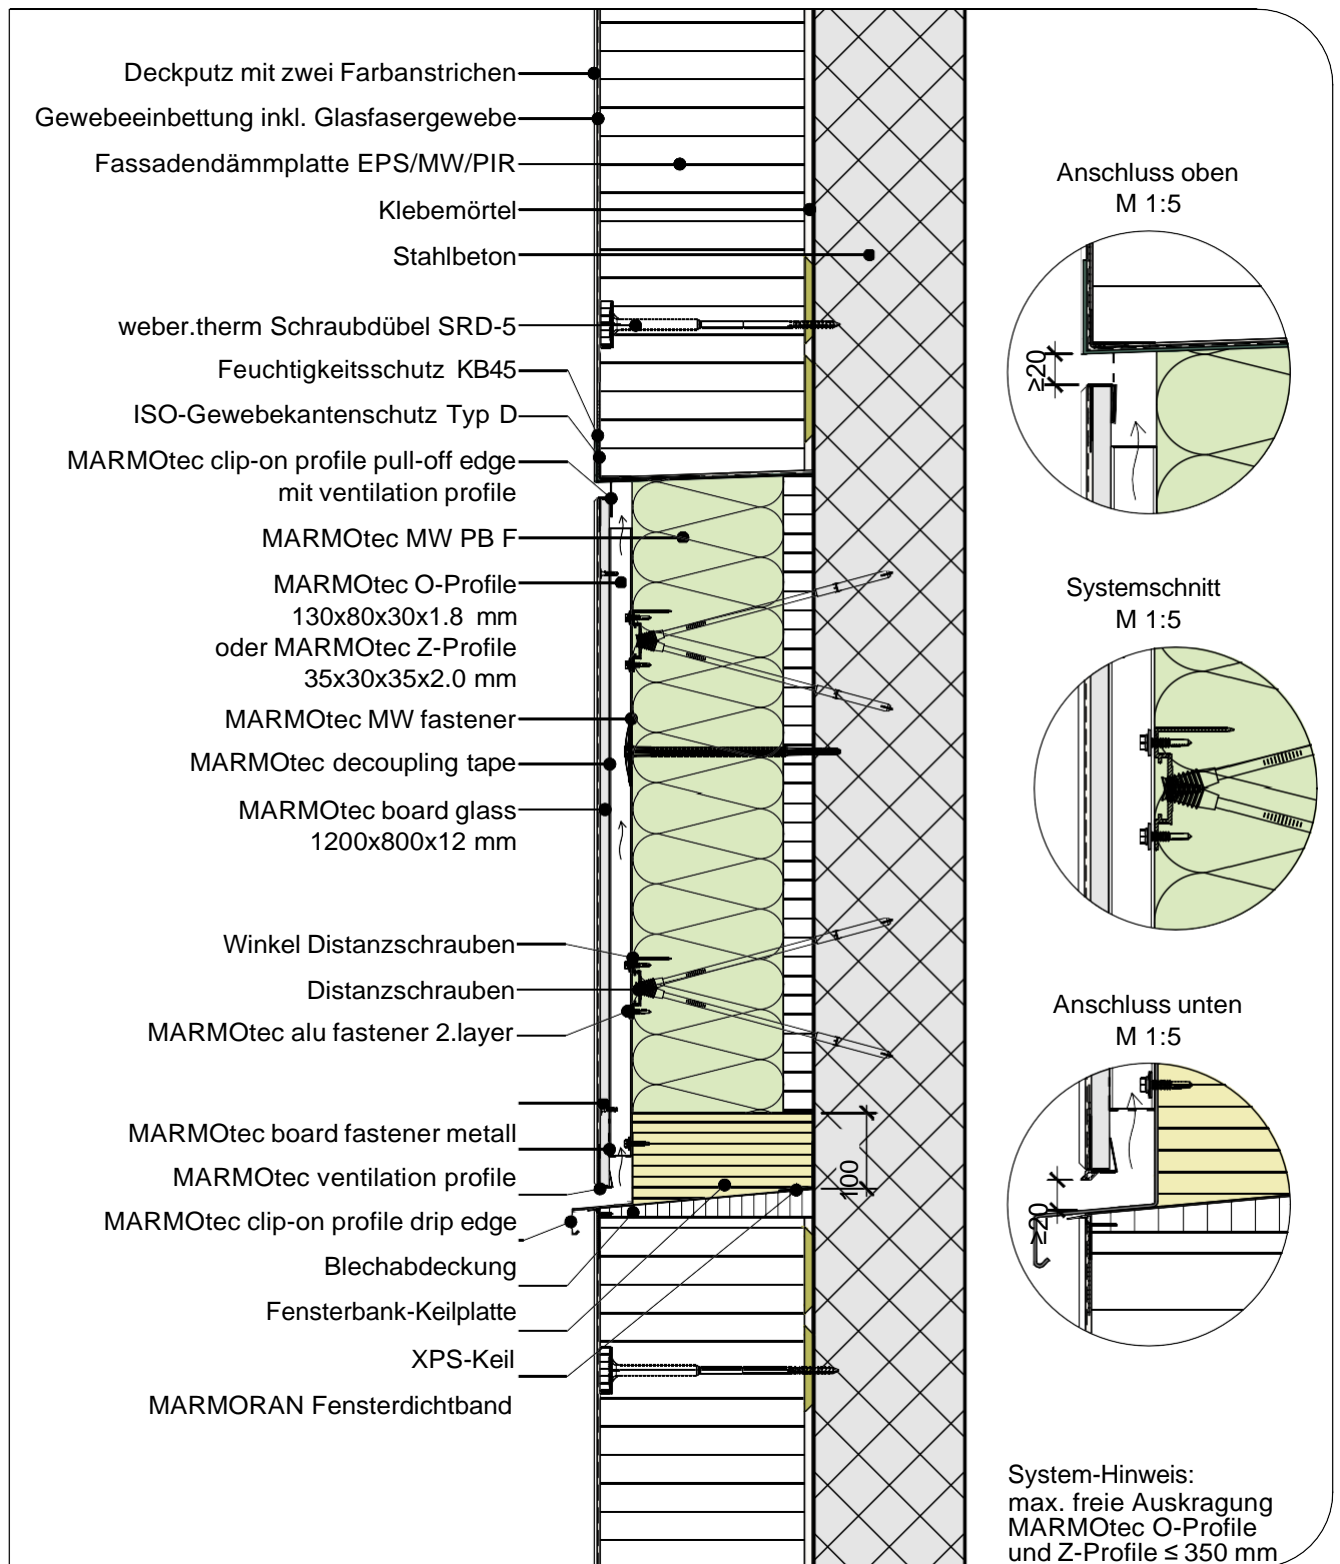 Deckputz mit zwei Farbanstrichen
Gewebeeinbettung inkl. Glasfasergewebe
Fassadendämmplatte EPS/MW/PIR
Klebemörtel
Stahlbeton
weber.therm Schraubdübel SRD-5
Feuchtigkeitsschutz KB45
ISO-Gewebekantenschutz Typ D
MARMOtec clip-on profile pull-off edge
mit ventilation profile
MARMOtec MW PB F
MARMOtec O-Profile
130x80x30x1.8 mm
oder MARMOtec Z-Profile
35x30x35x2.0 mm
MARMOtec MW fastener
MARMOtec decoupling tape
MARMOtec board glass
1200x800x12 mm
Winkel Distanzschrauben
Distanzschrauben
MARMOtec alu fastener 2.layer
MARMOtec board fastener metall
MARMOtec ventilation profile
MARMOtec clip-on profile drip edge
Blechabdeckung
Fensterbank-Keilplatte
XPS-Keil
MARMORAN Fensterdichtband
100
Anschluss oben
M 1:5
≥20
Systemschnitt
M 1:5
Anschluss unten
M 1:5
≥20
System-Hinweis:
max. freie Auskragung
MARMOtec O-Profile
und Z-Profile ≤ 350 mm